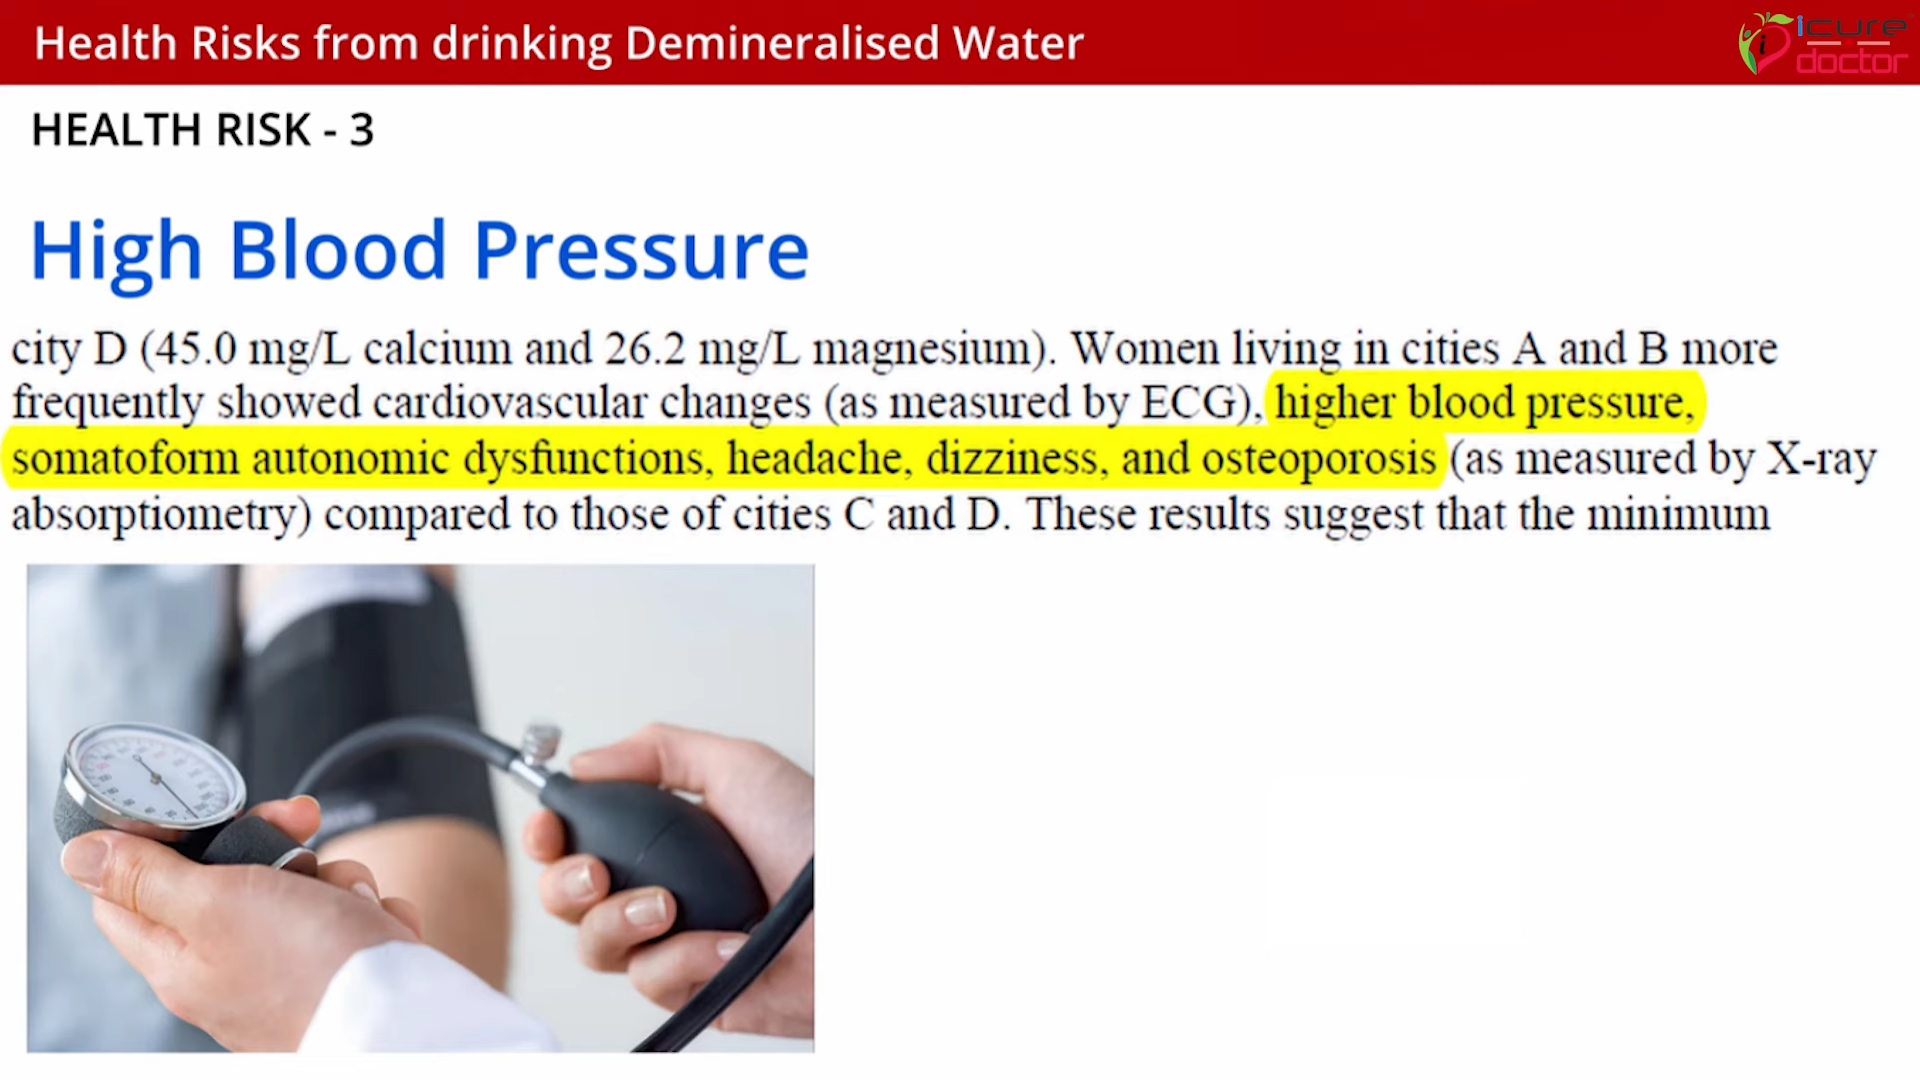 Health Risks from drinking Demineralised Water
icure
doctor
HEALTH RISK - 3
High Blood Pressure
city D (45.0 mg/L calcium and 26.2 mg/L magnesium). Women living in cities A and B more
frequently showed cardiovascular changes (as measured by ECG), higher blood pressure,
somatoform autonomic dysfunctions, headache, dizziness, and osteoporosis (as measured by X-ray
absorptiometry) compared to those of cities C and D. These results suggest that the minimum